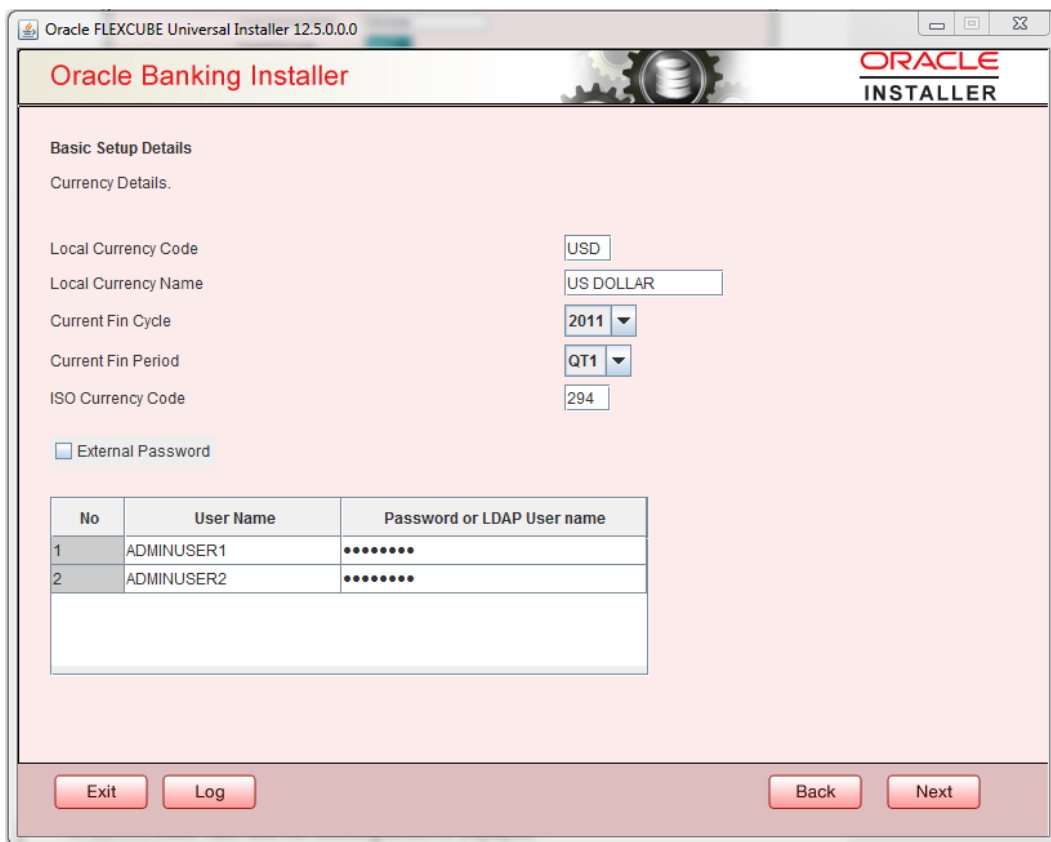 Oracle FLEXCUBE Universal Installer 12.5.0.0.0
Oracle Banking Installer
ORACLE
INSTALLER
Basic Setup Details
Currency Details.
Local Currency Code USD
Local Currency Name US DOLLAR
Current Fin Cycle 2011
Current Fin Period QT1
ISO Currency Code 294
External Password
No User Name Password or LDAP User name
1 ADMINUSER1 ••••••••
2 ADMINUSER2 ••••••••
Exit Log Back Next